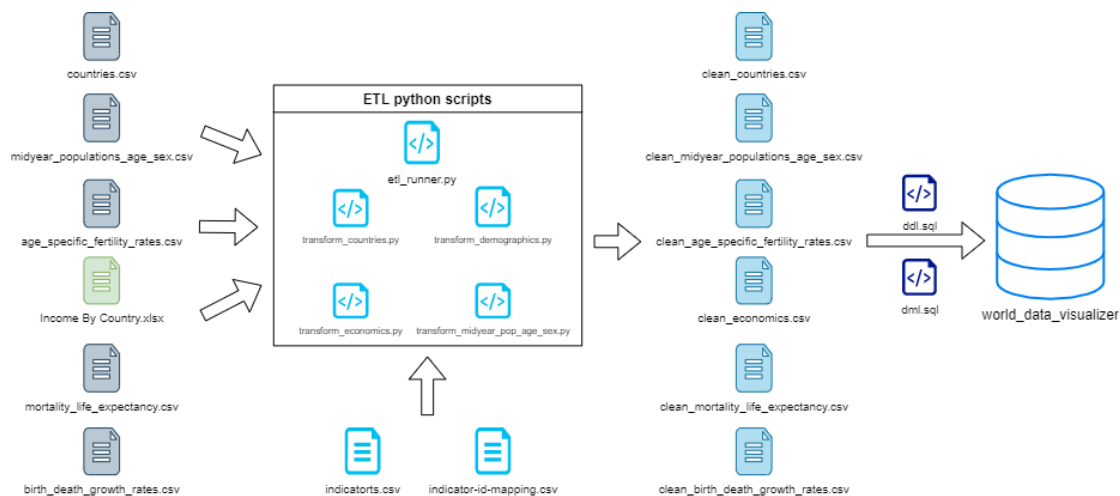 countries.csv
midyear_populations_age_sex.csv
age_specific_fertility_rates.csv
Income By Country.xlsx
mortality_life_expectancy.csv
birth_death_growth_rates.csv
ETL python scripts
etl_runner.py
transform_countries.py
transform_demographics.py
transform_economics.py
transform_midyear_pop_age_sex.py
indicatorts.csv
indicator-id-mapping.csv
clean_countries.csv
clean_midyear_populations_age_sex.csv
clean_age_specific_fertility_rates.csv
clean_economics.csv
clean_mortality_life_expectancy.csv
clean_birth_death_growth_rates.csv
ddl.sql
dml.sql
world_data_visualizer